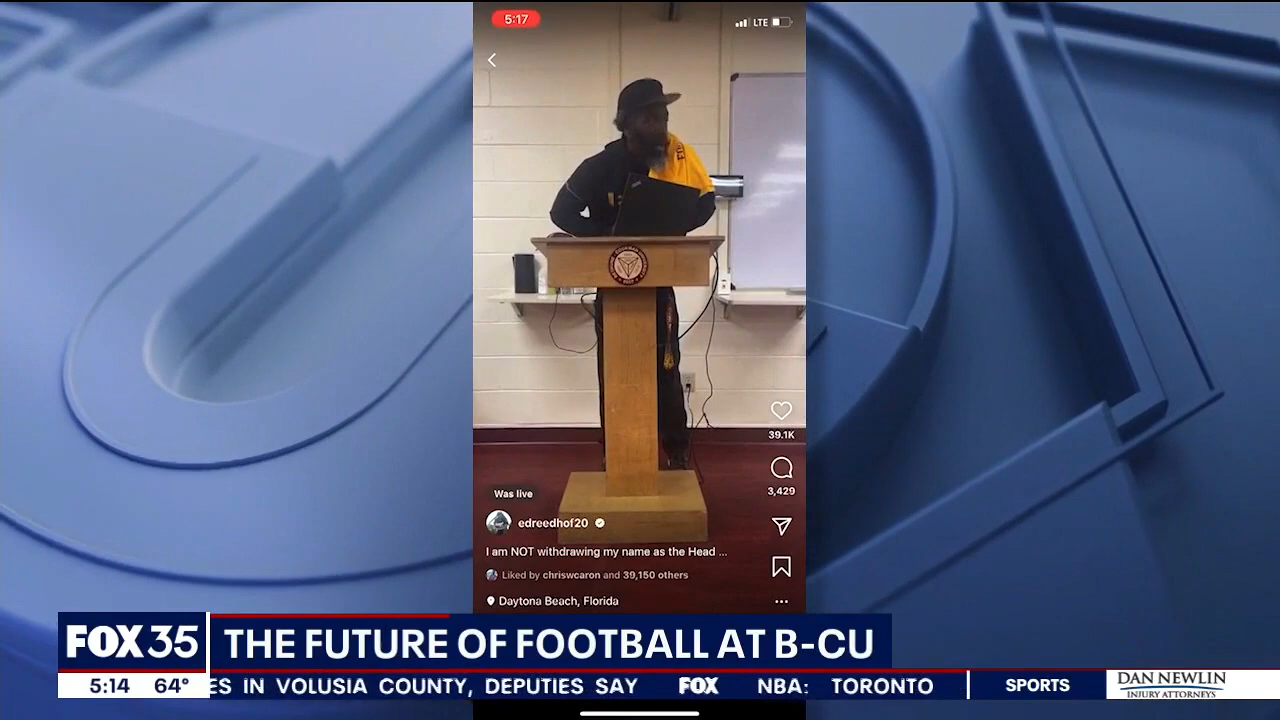 5:17
LTE
39.1K
3,429
Was live
edreedhof20
I am NOT withdrawing my name as the Head ...
Liked by chriswcaron and 39,150 others
Daytona Beach, Florida
FOX 35
THE FUTURE OF FOOTBALL AT B-CU
5:14 64°
ES IN VOLUSIA COUNTY, DEPUTIES SAY FOX NBA: TORONTO
SPORTS
DAN NEWLIN
INJURY ATTORNEYS